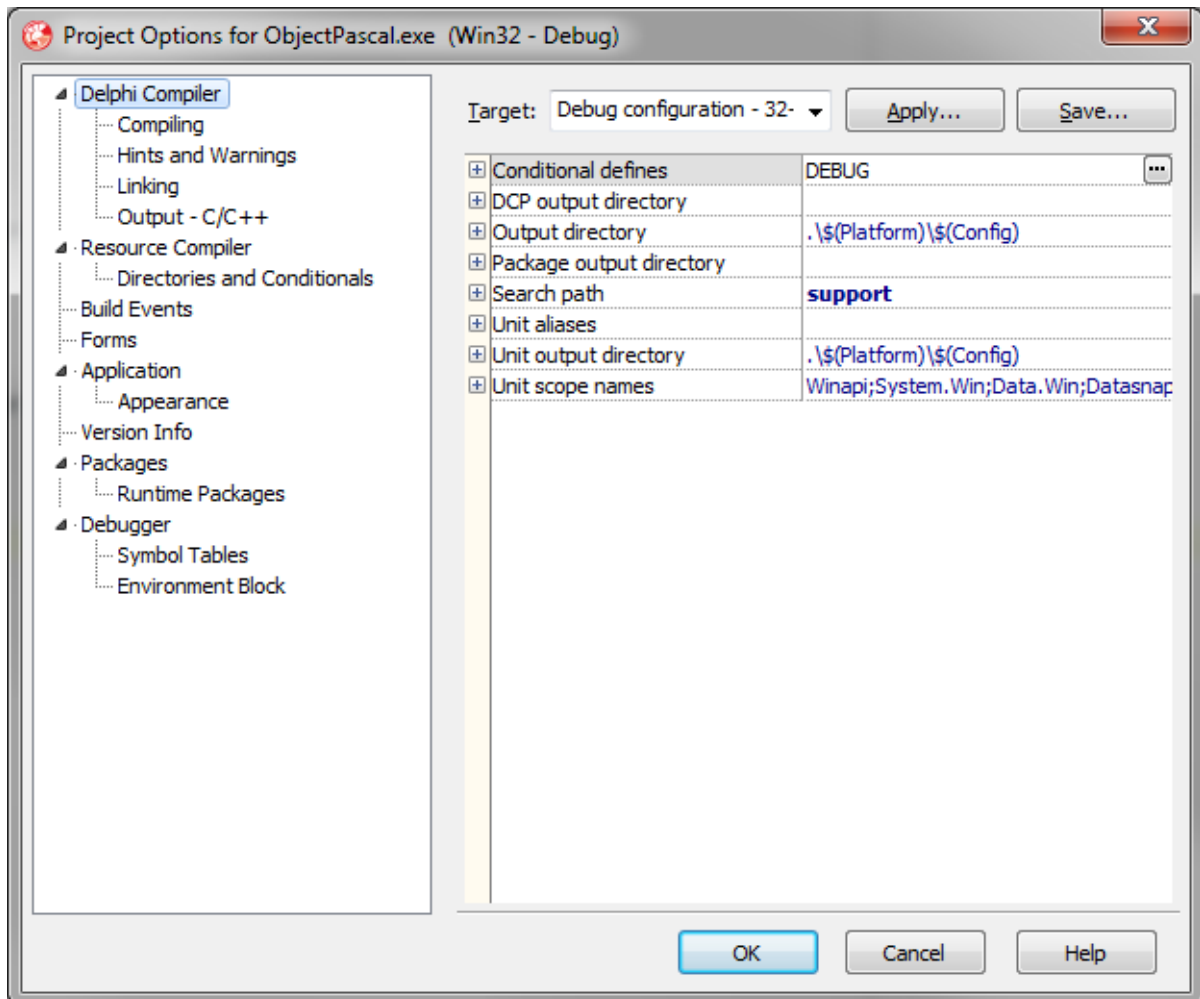 Project Options for ObjectPascal.exe (Win32 - Debug)
Delphi Compiler
Compiling
Hints and Warnings
Linking
Output - C/C++
Resource Compiler
Directories and Conditionals
Build Events
Forms
Application
Appearance
Version Info
Packages
Runtime Packages
Debugger
Symbol Tables
Environment Block
Target: Debug configuration - 32- Apply... Save...
Conditional defines DEBUG ...
DCP output directory
Output directory .\$(Platform)\$(Config)
Package output directory
Search path support
Unit aliases
Unit output directory .\$(Platform)\$(Config)
Unit scope names Winapi;System.Win;Data.Win;Datasnap
OK Cancel Help